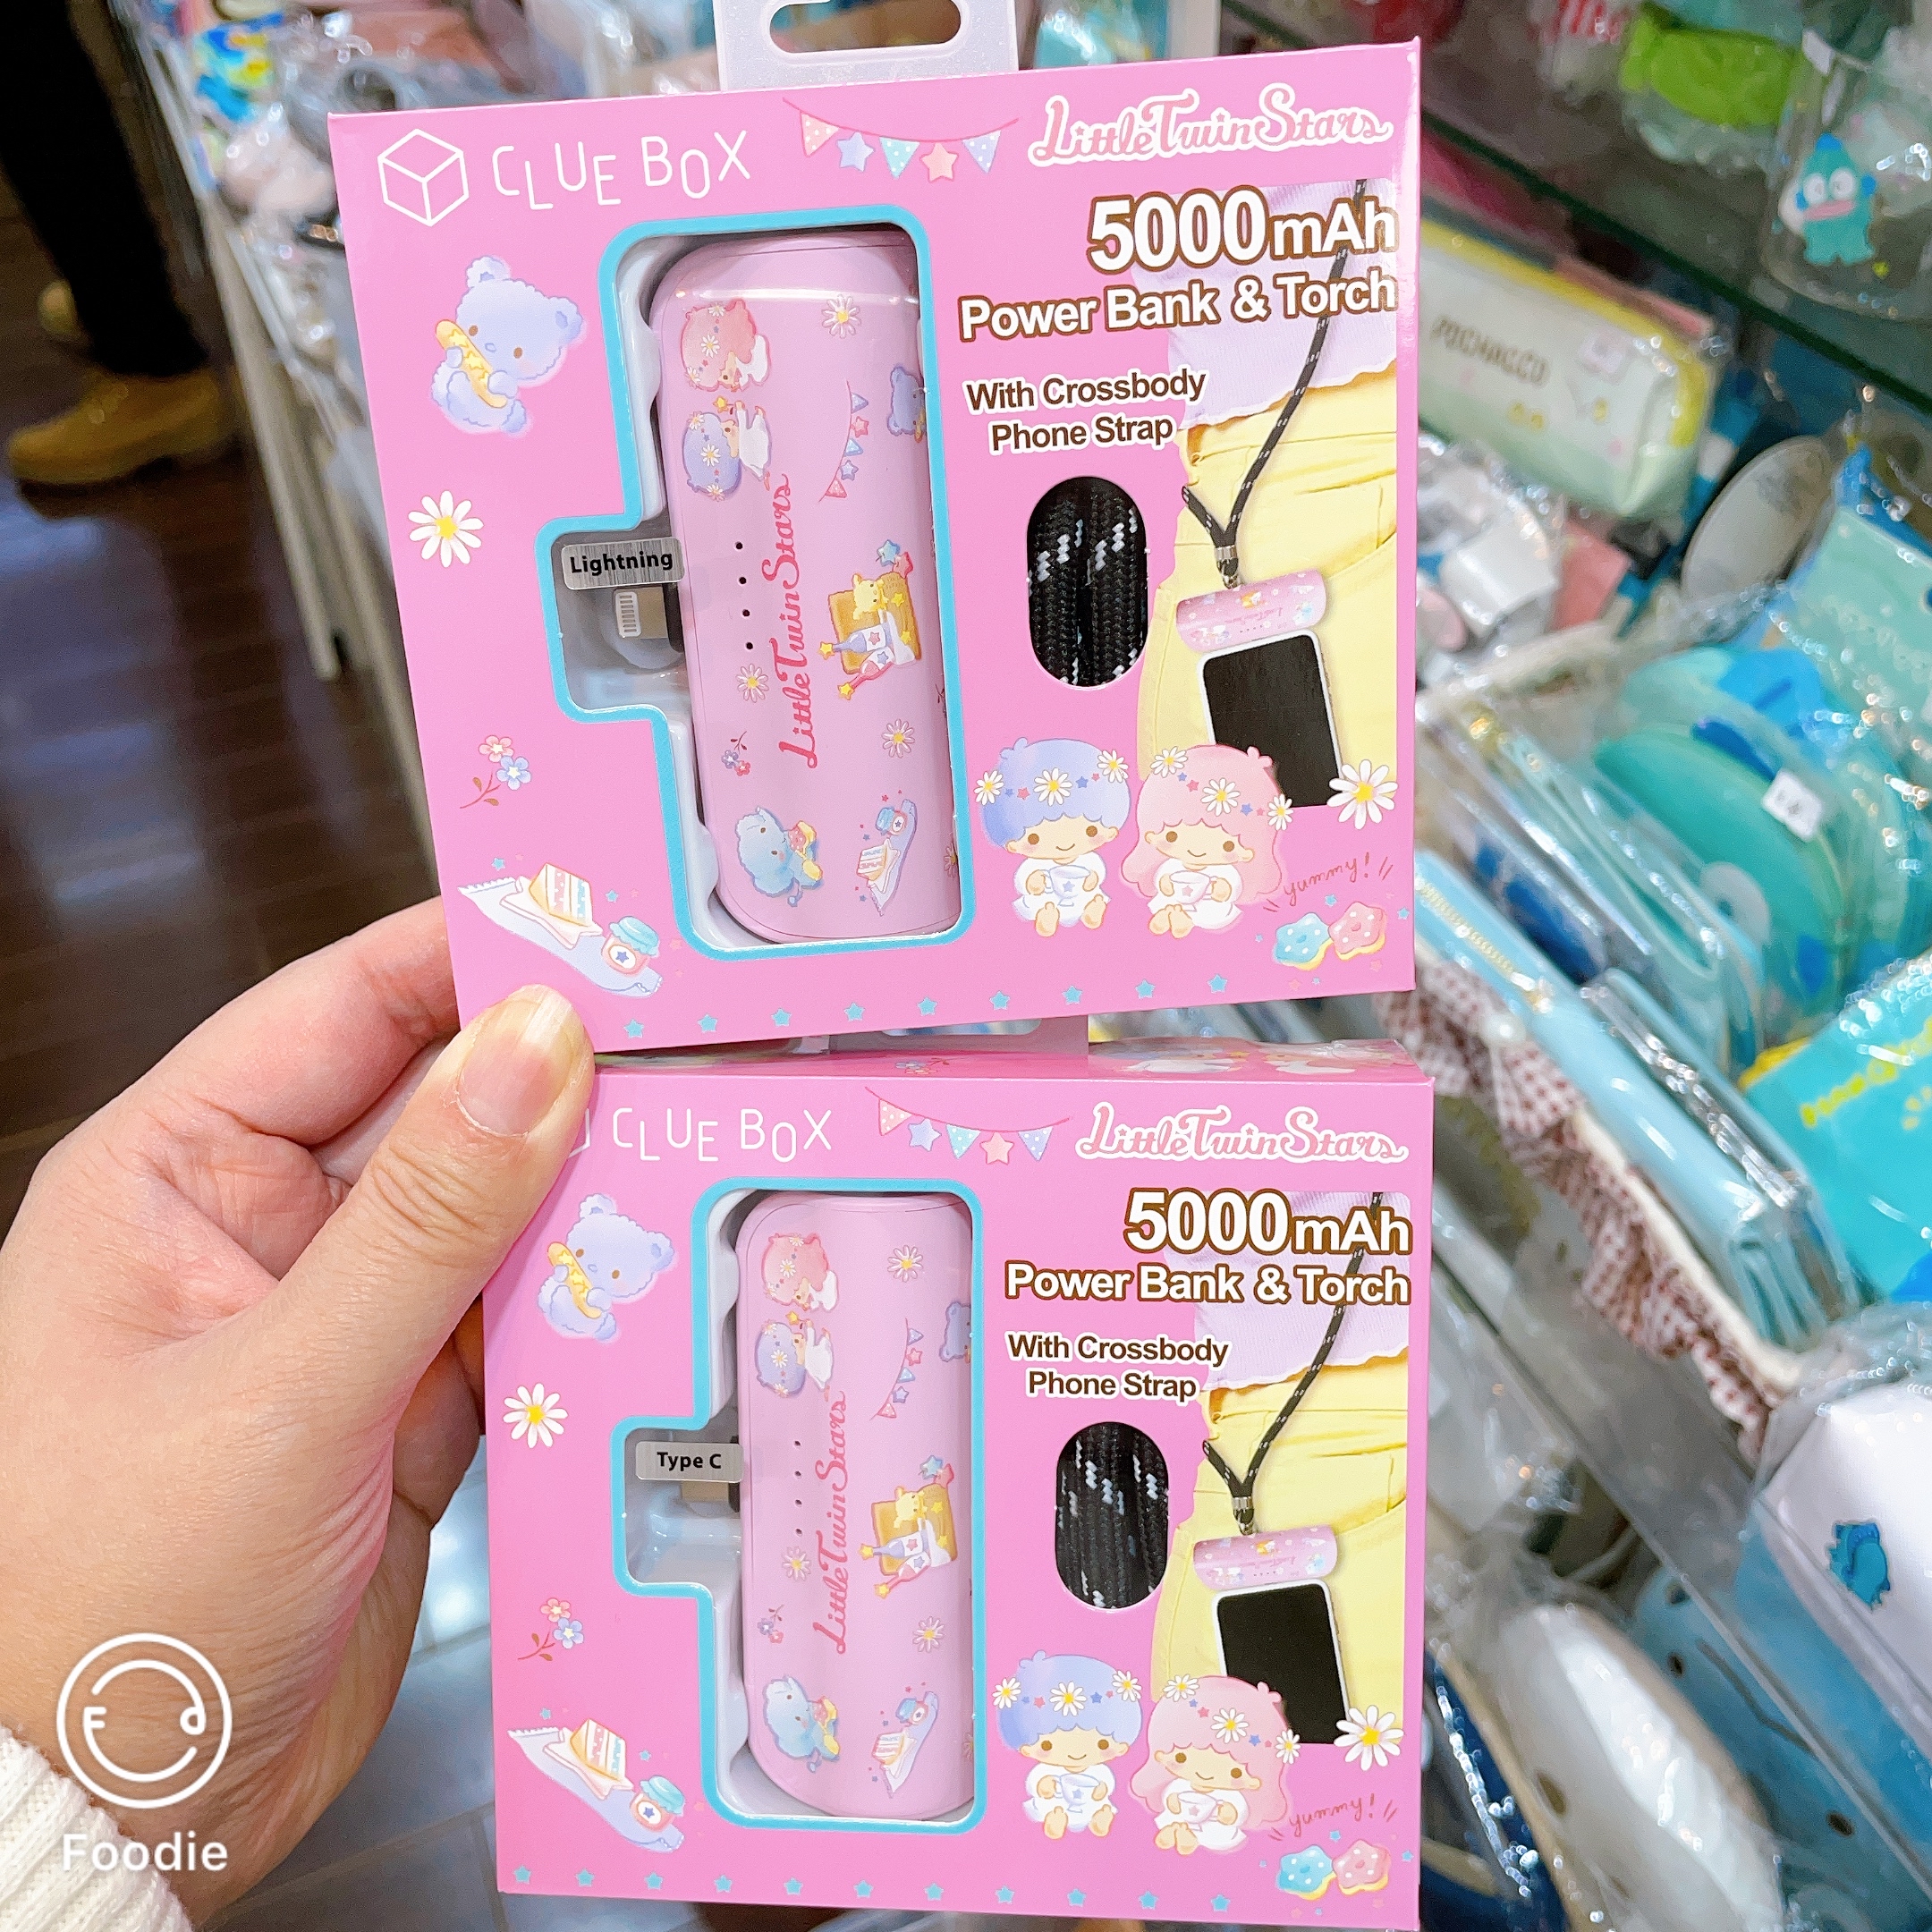 CLUE BOX
LittleTwinStars
5000mAh
Power Bank & Torch
With Crossbody
Phone Strap
Lightning
LittleTwinStars
yummy!
CLUE BOX
LittleTwinStars
5000mAh
Power Bank & Torch
With Crossbody
Phone Strap
Type C
LittleTwinStars
yummy!
POCHACCO
Foodie